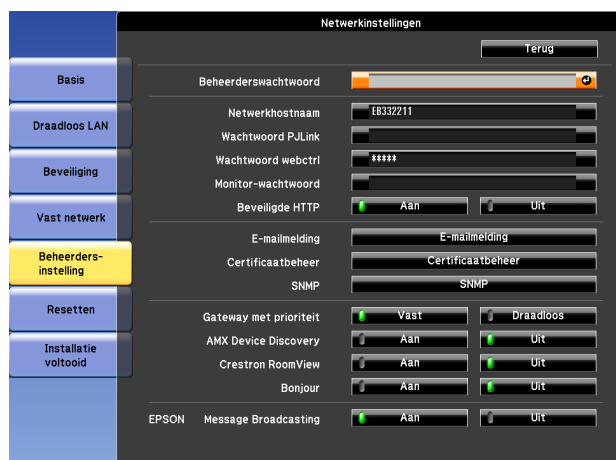 Netwerkinstellingen
Terug
Basis
Draadloos LAN
Beveiliging
Vast netwerk
Beheerders-
instelling
Resetten
Installatie
voltooid
Beheerderswachtwoord
Netwerkhostnaam EB332211
Wachtwoord PJLink
Wachtwoord webctrl *****
Monitor-wachtwoord
Beveiligde HTTP Aan Uit
E-mailmelding E-mailmelding
Certificaatbeheer Certificaatbeheer
SNMP SNMP
Gateway met prioriteit Vast Draadloos
AMX Device Discovery Aan Uit
Crestron RoomView Aan Uit
Bonjour Aan Uit
EPSON Message Broadcasting Aan Uit